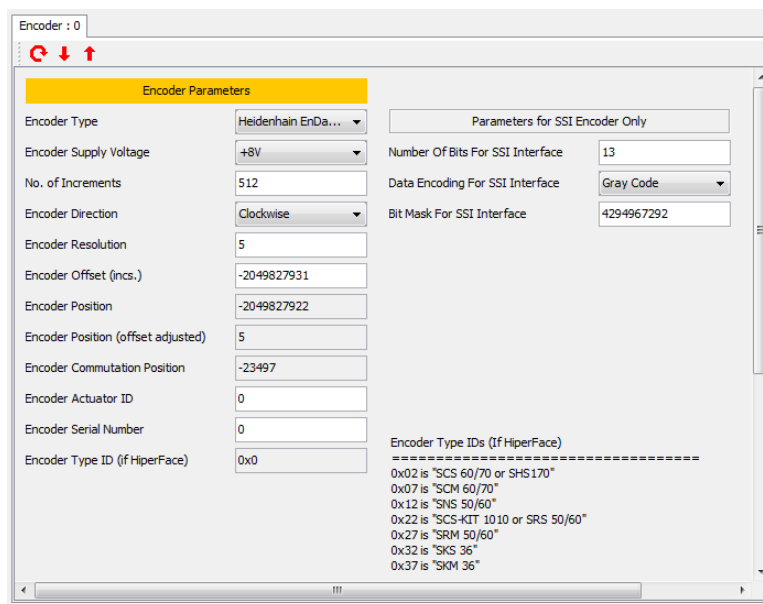 Encoder : 0
Encoder Parameters
Encoder Type
Heidenhain EnDa...
Encoder Supply Voltage
+8V
No. of Increments
512
Encoder Direction
Clockwise
Encoder Resolution
5
Encoder Offset (incs.)
-2049827931
Encoder Position
-2049827922
Encoder Position (offset adjusted)
5
Encoder Commutation Position
-23497
Encoder Actuator ID
0
Encoder Serial Number
0
Encoder Type ID (if HiperFace)
0x0
Parameters for SSI Encoder Only
Number Of Bits For SSI Interface
13
Data Encoding For SSI Interface
Gray Code
Bit Mask For SSI Interface
4294967292
Encoder Type IDs (If HiperFace)
===================================
0x02 is "SCS 60/70 or SHS170"
0x07 is "SCM 60/70"
0x12 is "SNS 50/60"
0x22 is "SCS-KIT 1010 or SRS 50/60"
0x27 is "SRM 50/60"
0x32 is "SKS 36"
0x37 is "SKM 36"